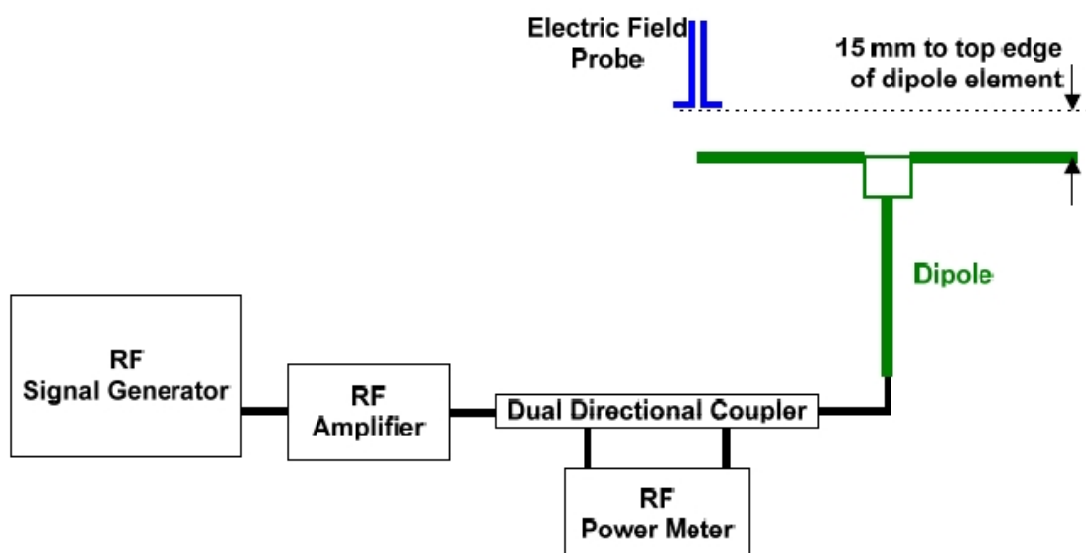 Electric Field
Probe
15 mm to top edge
of dipole element
Dipole
RF
Signal Generator
RF
Amplifier
Dual Directional Coupler
RF
Power Meter